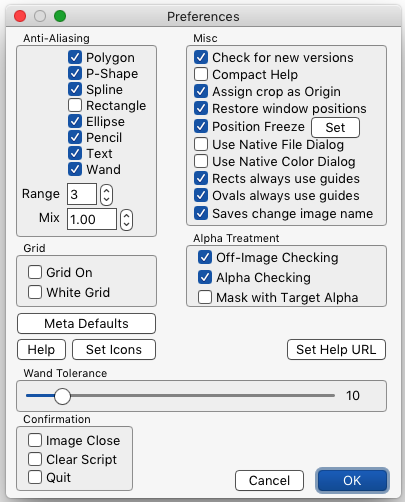 Preferences
Anti-Aliasing
Polygon
P-Shape
Spline
Rectangle
Ellipse
Pencil
Text
Wand
Range 3
Mix 1.00
Misc
Check for new versions
Compact Help
Assign crop as Origin
Restore window positions
Position Freeze Set
Use Native File Dialog
Use Native Color Dialog
Rects always use guides
Ovals always use guides
Saves change image name
Grid
Grid On
White Grid
Alpha Treatment
Off-Image Checking
Alpha Checking
Mask with Target Alpha
Meta Defaults
Help Set Icons Set Help URL
Wand Tolerance
10
Confirmation
Image Close
Clear Script
Quit
Cancel OK